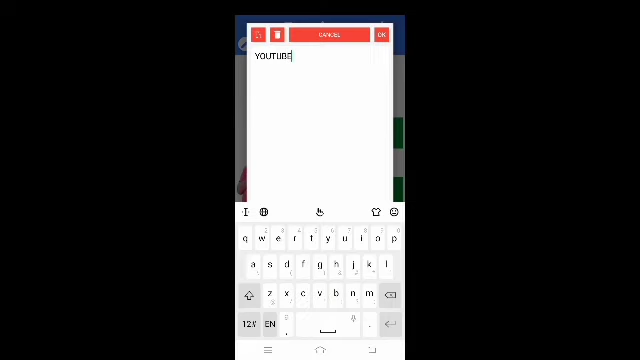 CANCEL
OK
YOUTUBE
q w e r t y u i o p
a s d f g h j k l
z x c v b n m
12# EN , .